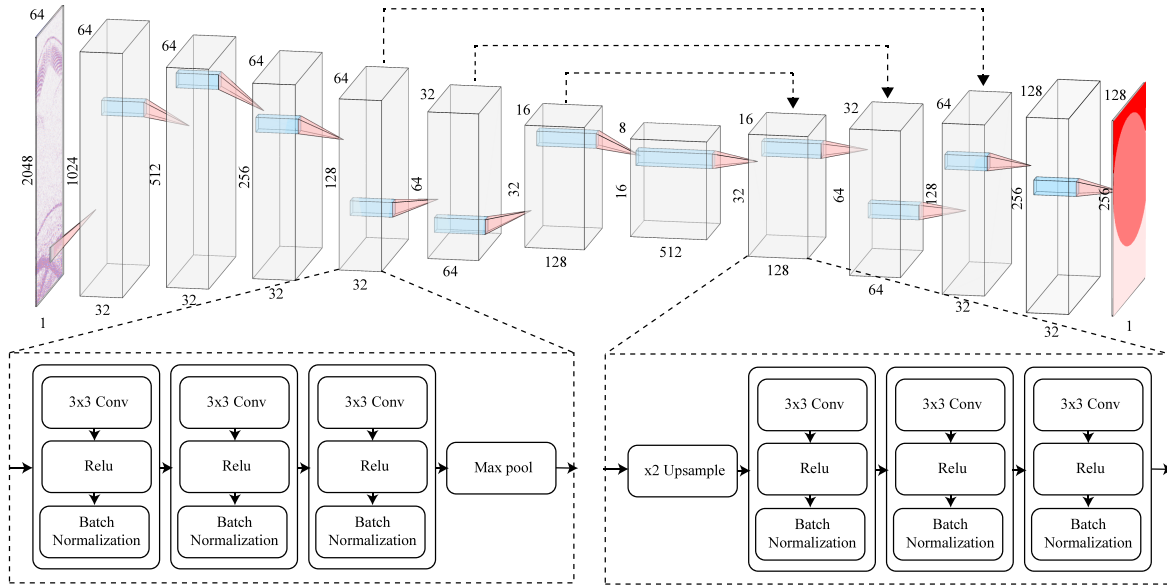 64
2048
1
64
1024
32
64
512
32
64
256
32
64
128
32
32
64
64
16
32
128
8
16
512
16
32
128
32
64
64
64
128
32
128
256
32
128
256
1
3x3 Conv
3x3 Conv
3x3 Conv
Relu
Relu
Relu
Max pool
Batch
Normalization
Batch
Normalization
Batch
Normalization
3x3 Conv
3x3 Conv
3x3 Conv
x2 Upsample
Relu
Relu
Relu
Batch
Normalization
Batch
Normalization
Batch
Normalization